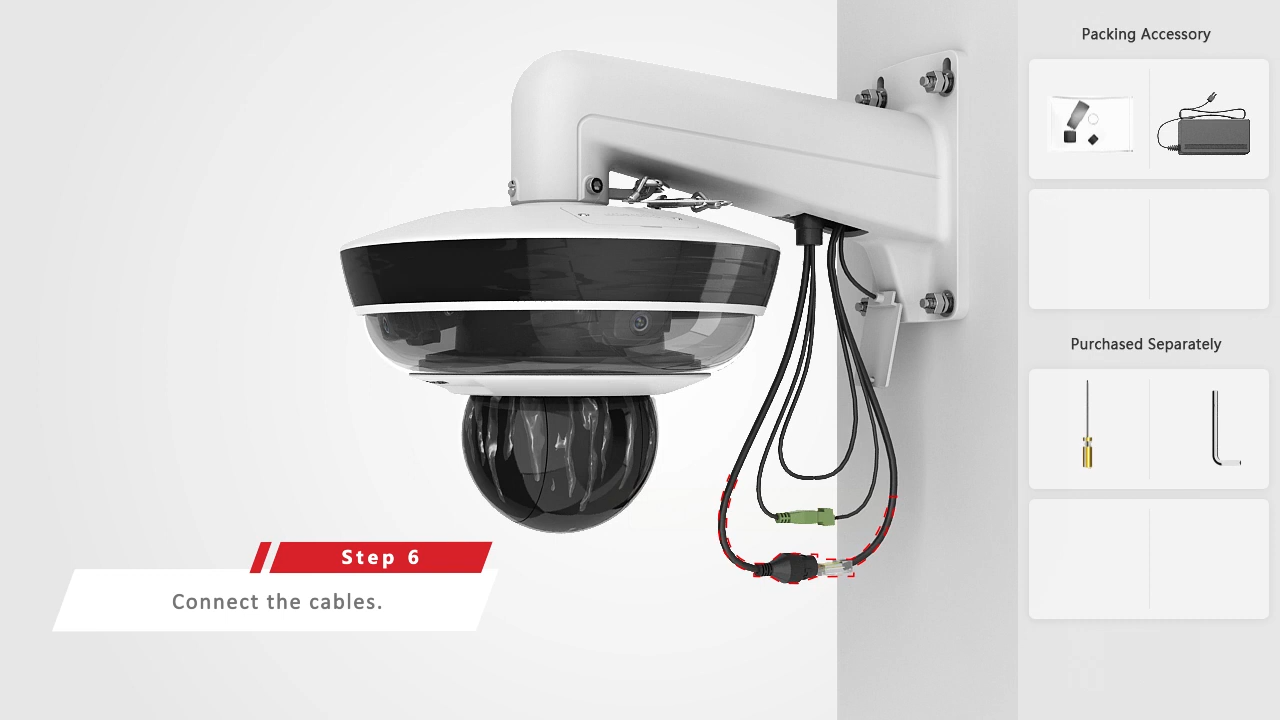 Packing Accessory
Purchased Separately
Step 6
Connect the cables.